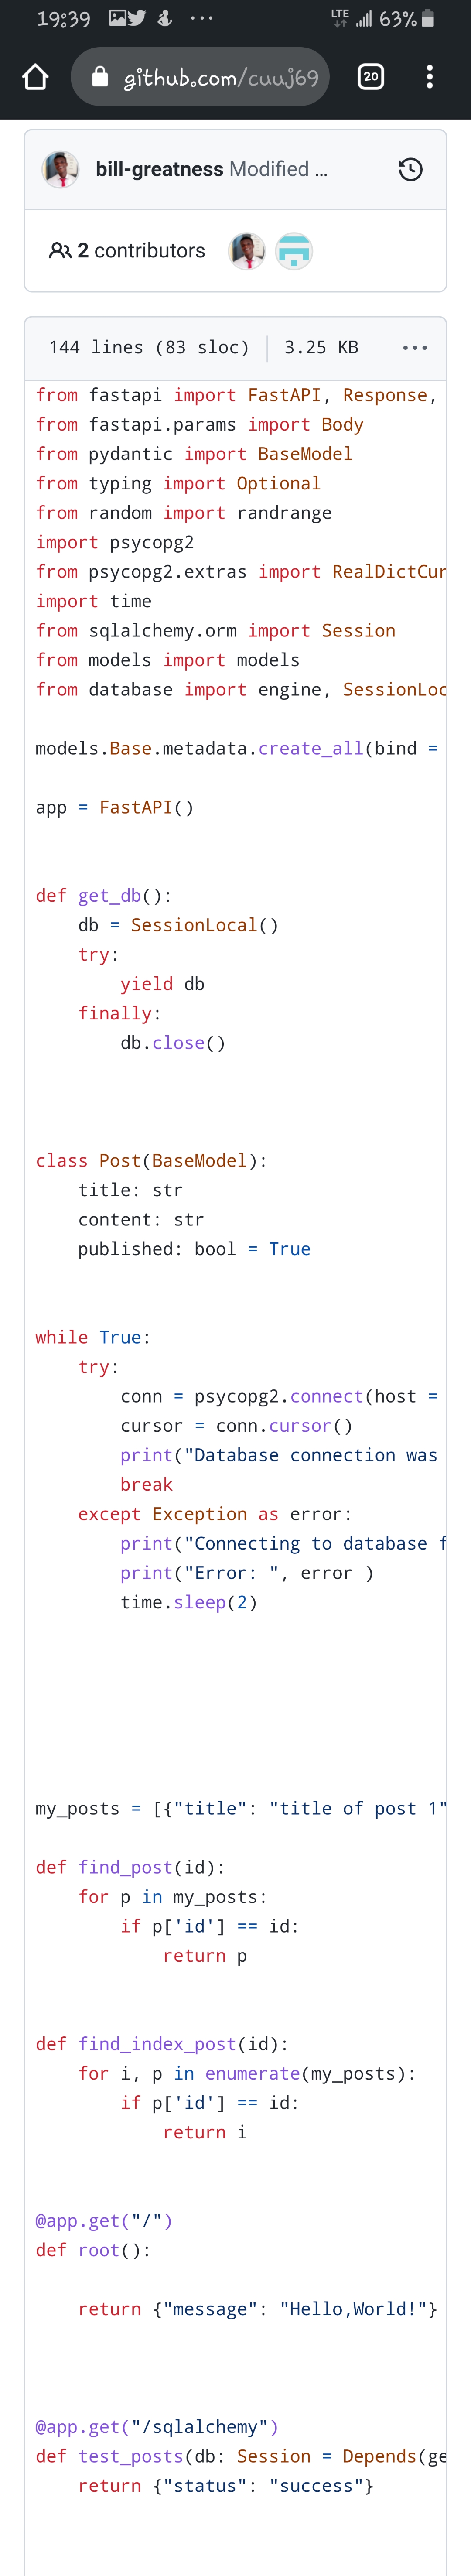 19:39 ... LTE 63%
github.com/cuuj69 20
bill-greatness Modified ...
2 contributors
144 lines (83 sloc) 3.25 KB ...
from fastapi import FastAPI, Response,
from fastapi.params import Body
from pydantic import BaseModel
from typing import Optional
from random import randrange
import psycopg2
from psycopg2.extras import RealDictCur
import time
from sqlalchemy.orm import Session
from models import models
from database import engine, SessionLoc
models.Base.metadata.create_all(bind =
app = FastAPI()
def get_db():
    db = SessionLocal()
    try:
        yield db
    finally:
        db.close()
class Post(BaseModel):
    title: str
    content: str
    published: bool = True
while True:
    try:
        conn = psycopg2.connect(host =
        cursor = conn.cursor()
        print("Database connection was
        break
    except Exception as error:
        print("Connecting to database f
        print("Error: ", error )
        time.sleep(2)
my_posts = [{"title": "title of post 1"
def find_post(id):
    for p in my_posts:
        if p['id'] == id:
            return p
def find_index_post(id):
    for i, p in enumerate(my_posts):
        if p['id'] == id:
            return i
@app.get("/")
def root():
    return {"message": "Hello,World!"}
@app.get("/sqlalchemy")
def test_posts(db: Session = Depends(ge
    return {"status": "success"}